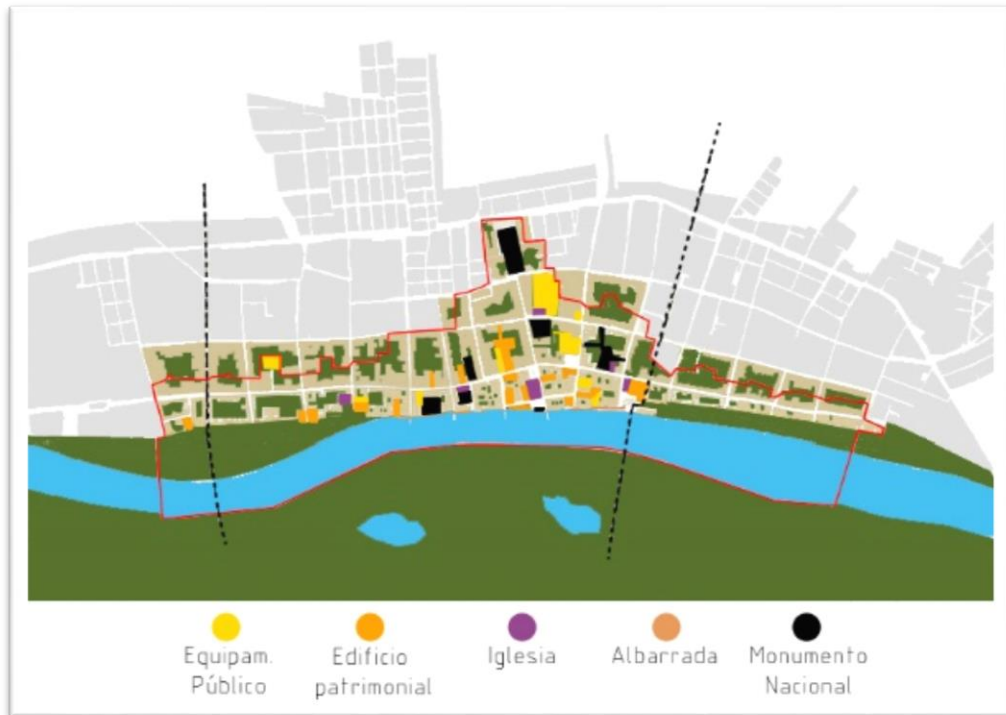 Equipam.
Público
Edificio
patrimonial
Iglesia
Albarrada
Monumento
Nacional